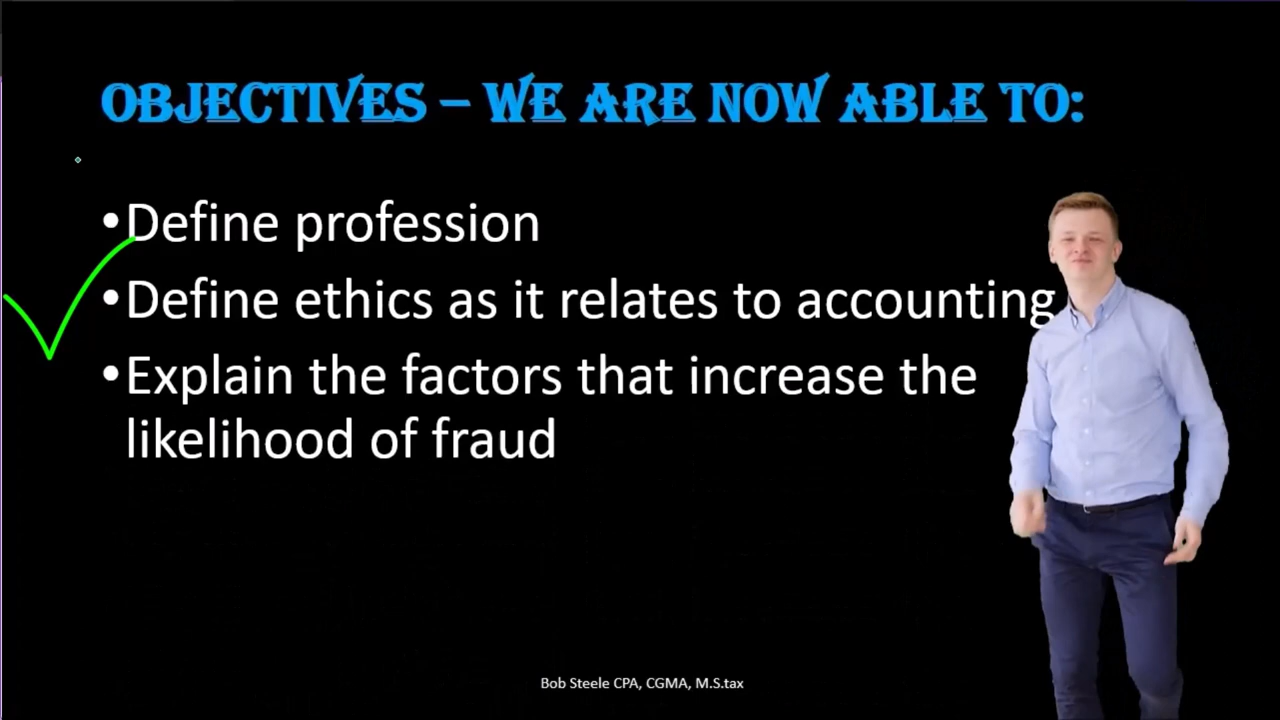 OBJECTIVES – WE ARE NOW ABLE TO:
•Define profession
•Define ethics as it relates to accounting
•Explain the factors that increase the
likelihood of fraud
Bob Steele CPA, CGMA, M.S.tax